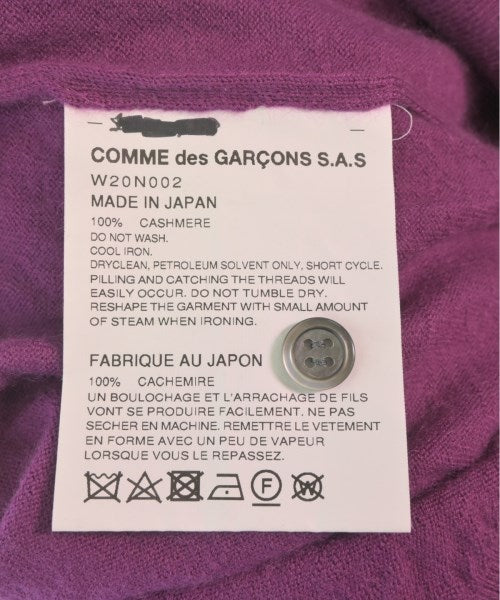 COMME des GARÇONS S.A.S
W20N002
MADE IN JAPAN
100% CASHMERE
DO NOT WASH.
COOL IRON.
DRYCLEAN, PETROLEUM SOLVENT ONLY, SHORT CYCLE.
PILLING AND CATCHING THE THREADS WILL
EASILY OCCUR. DO NOT TUMBLE DRY.
RESHAPE THE GARMENT WITH SMALL AMOUNT
OF STEAM WHEN IRONING.
FABRIQUE AU JAPON
100% CACHEMIRE
UN BOULOCHAGE ET L'ARRACHAGE DE FILS
VONT SE PRODUIRE FACILEMENT. NE PAS
SECHER EN MACHINE. REMETTRE LE VETEMENT
EN FORME AVEC UN PEU DE VAPEUR
LORSQUE VOUS LE REPASSEZ.
F W